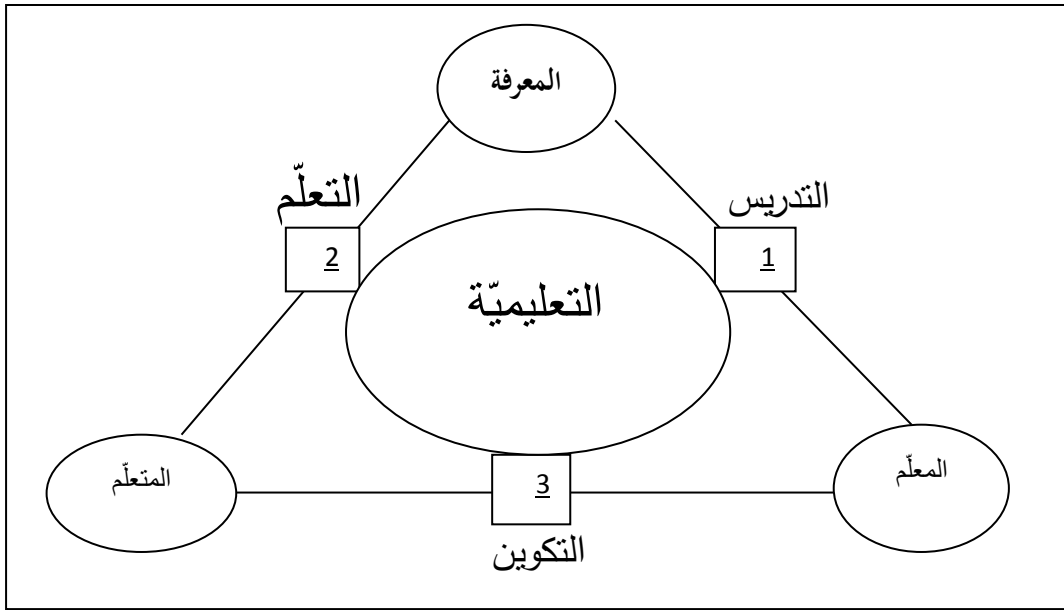 المعرفة
التدريس
التعلّم
1
2
التعليميّة
المعلّم
المتعلّم
3
التكوين